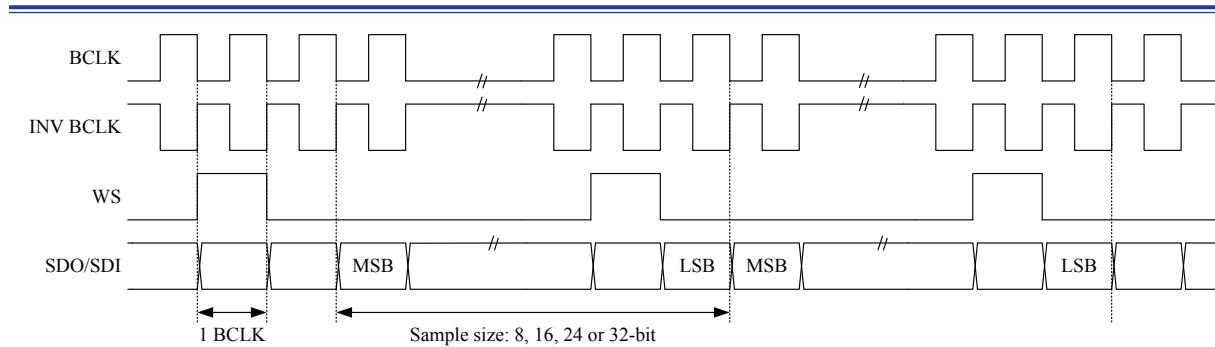 BCLK
INV BCLK
WS
SDO/SDI
MSB
LSB
MSB
LSB
1 BCLK
Sample size: 8, 16, 24 or 32-bit